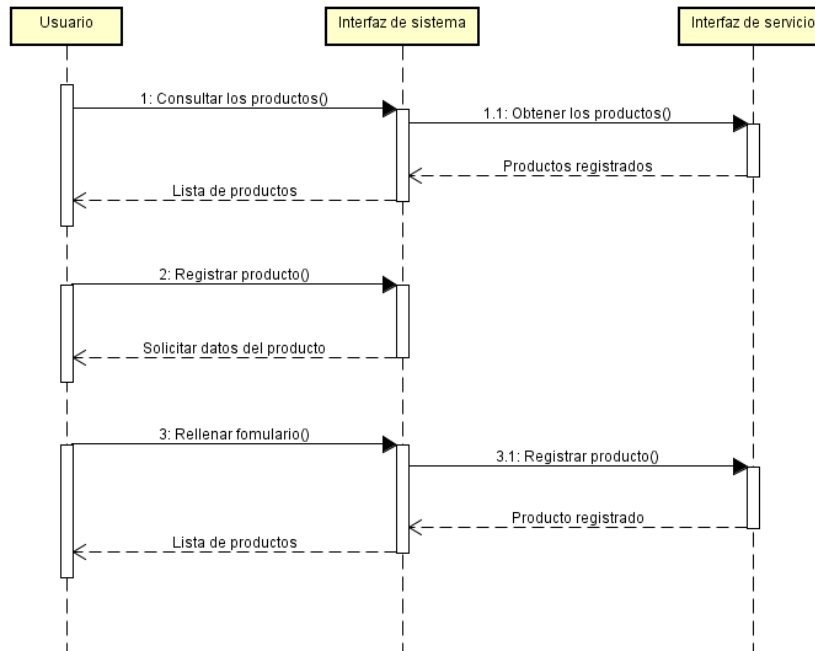 Usuario
Interfaz de sistema
Interfaz de servicio
1: Consultar los productos()
1.1: Obtener los productos()
Productos registrados
Lista de productos
2: Registrar producto()
Solicitar datos del producto
3: Rellenar fomulario()
3.1: Registrar producto()
Producto registrado
Lista de productos